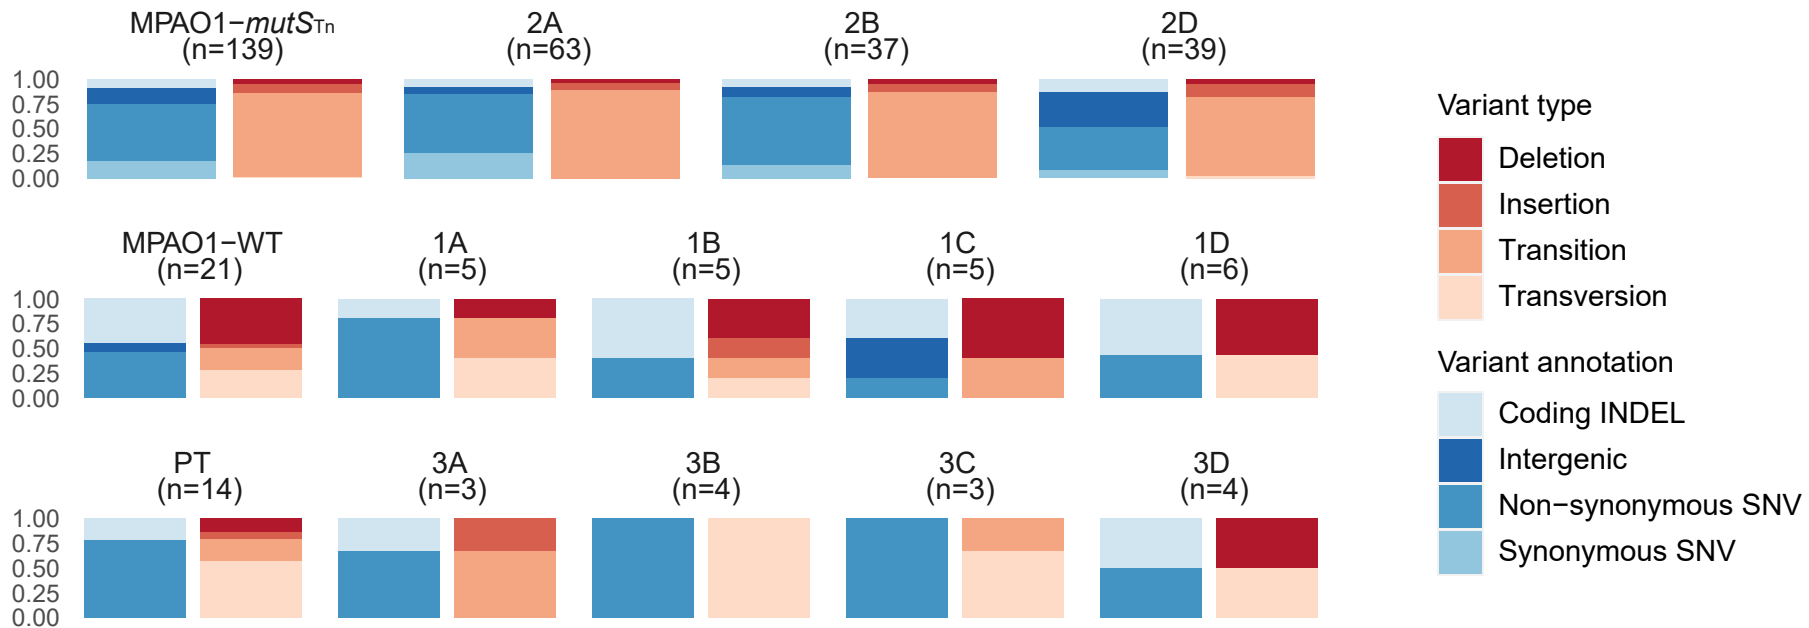 MPAO1−mutSTn
(n=139)
2A
(n=63)
2B
(n=37)
2D
(n=39)
1.00
0.75
0.50
0.25
0.00
MPAO1−WT
(n=21)
1A
(n=5)
1B
(n=5)
1C
(n=5)
1D
(n=6)
1.00
0.75
0.50
0.25
0.00
PT
(n=14)
3A
(n=3)
3B
(n=4)
3C
(n=3)
3D
(n=4)
1.00
0.75
0.50
0.25
0.00
Variant type
Deletion
Insertion
Transition
Transversion
Variant annotation
Coding INDEL
Intergenic
Non−synonymous SNV
Synonymous SNV